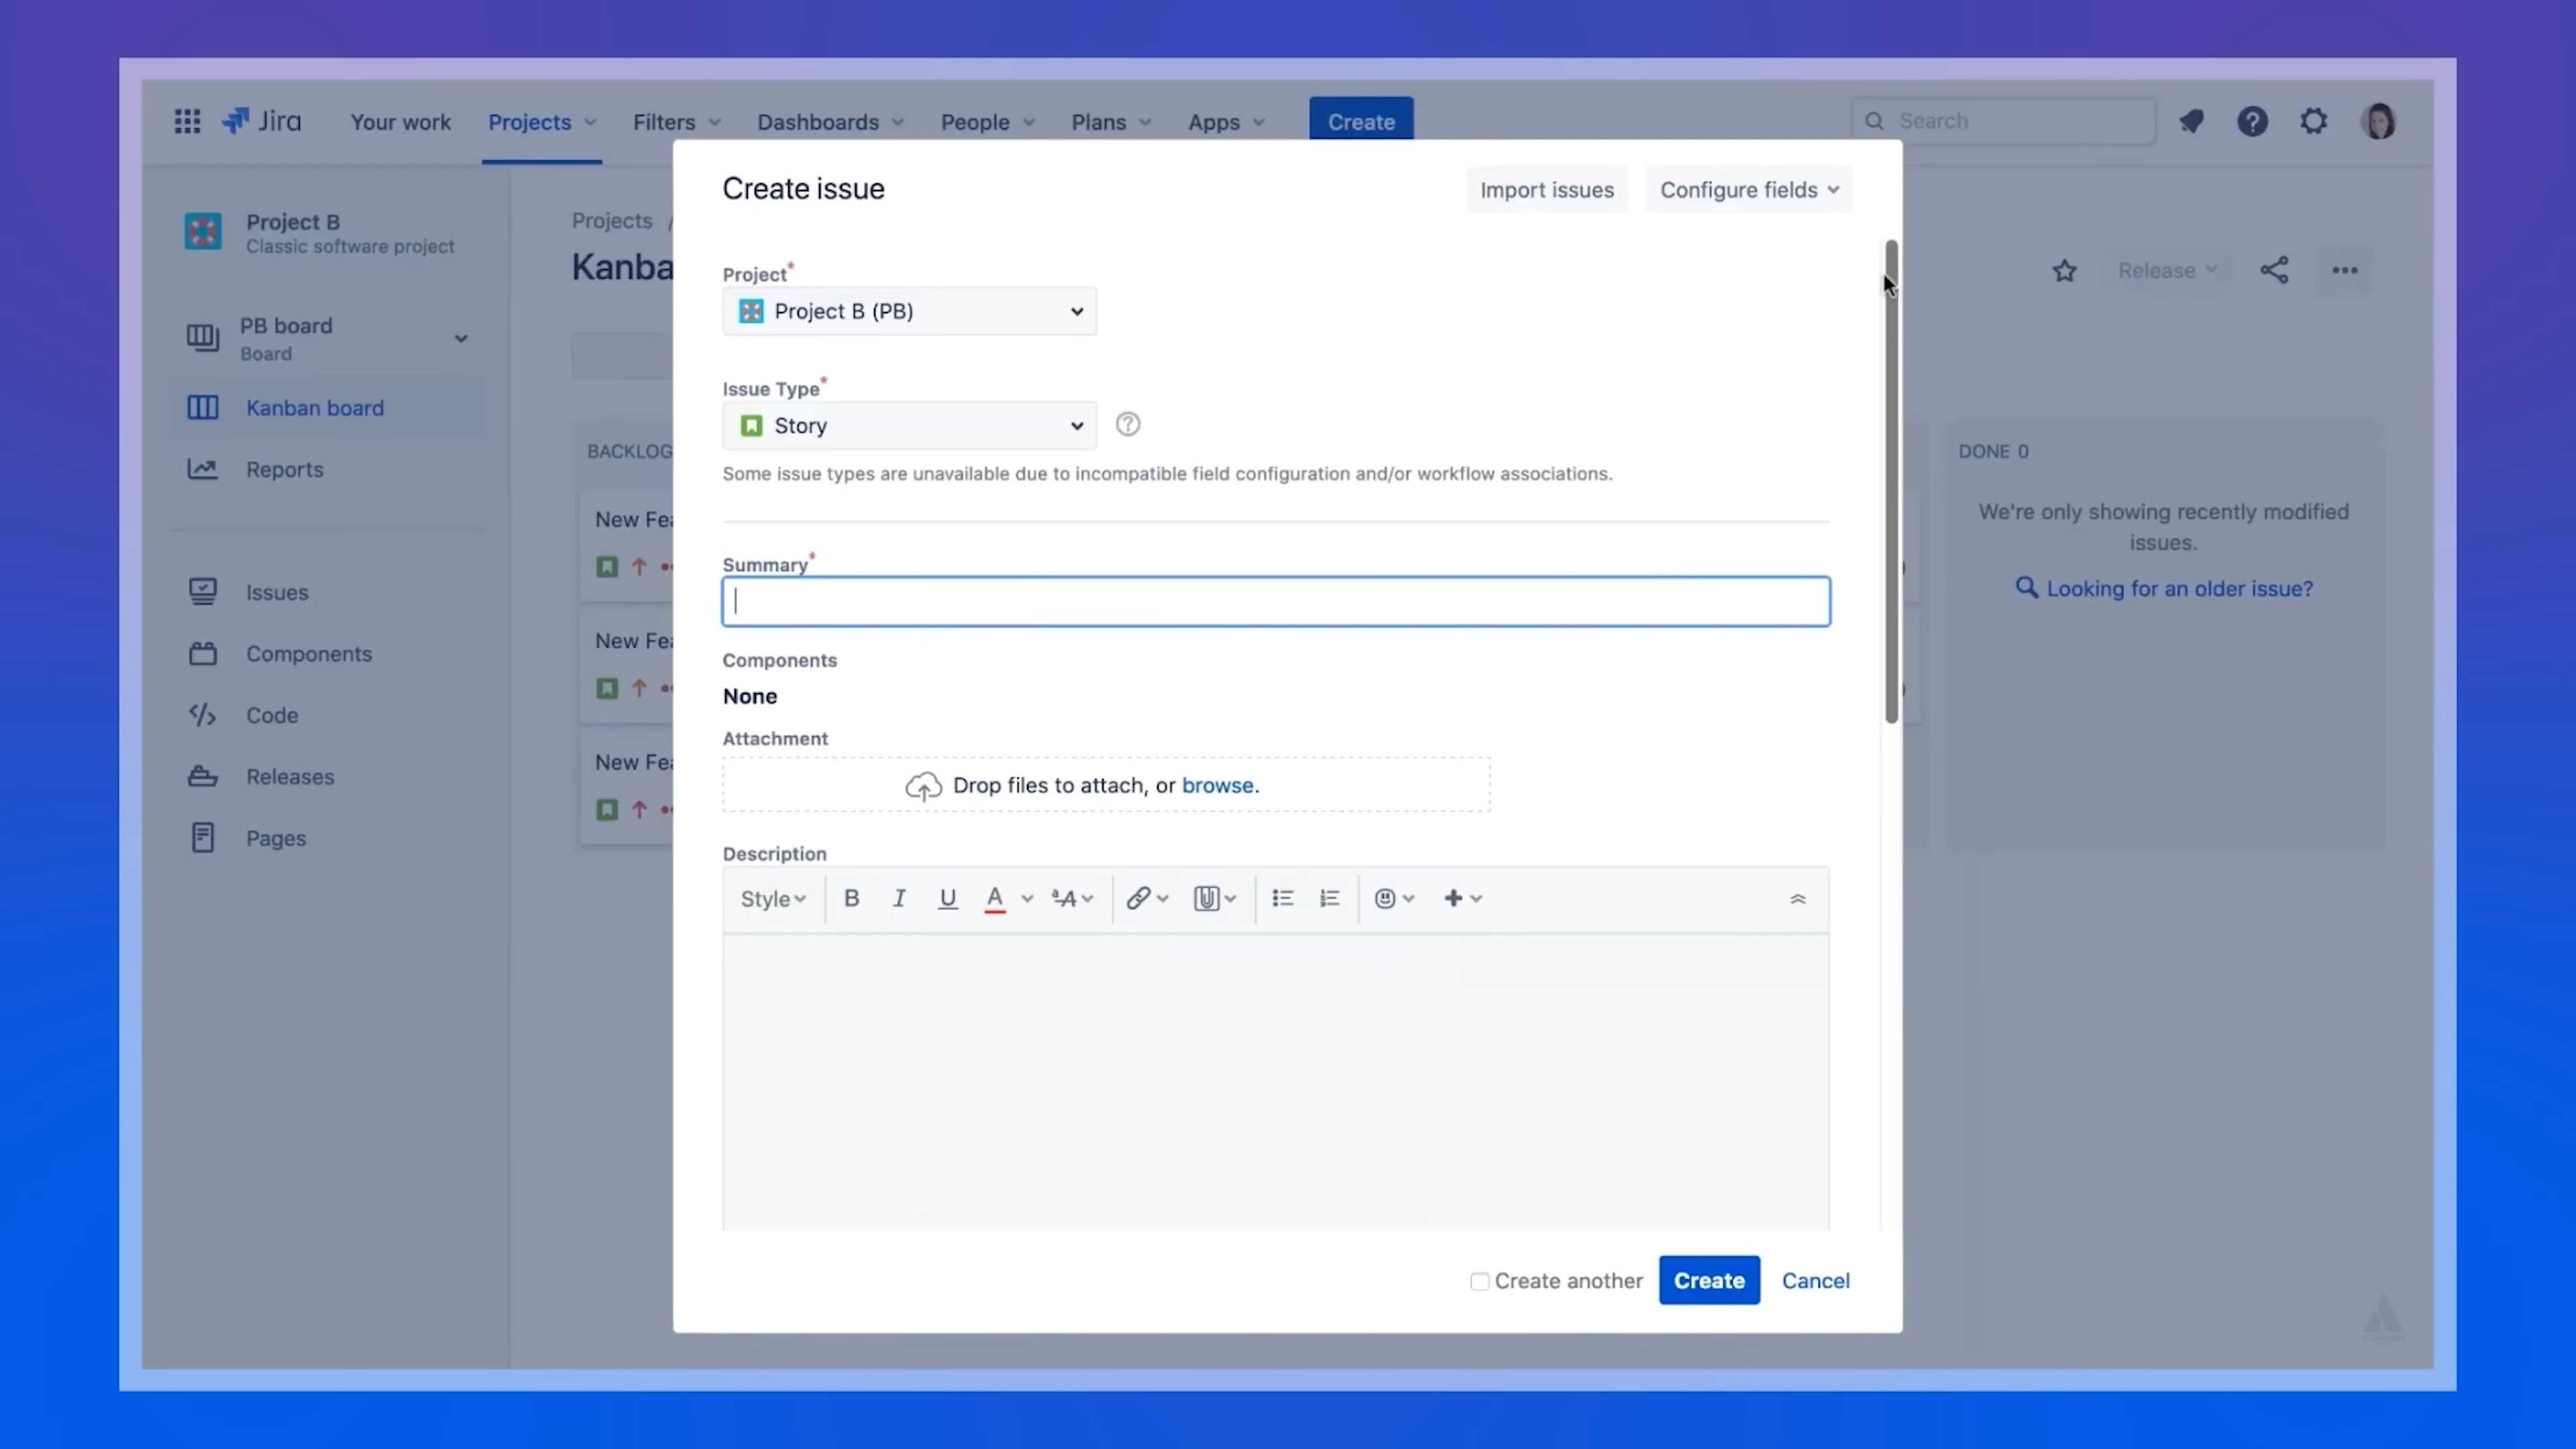 Jira
Your work
Projects
Filters
Dashboards
People
Plans
Apps
Create
Search
Project B
Classic software project
PB board
Board
Kanban board
Reports
Issues
Components
Code
Releases
Pages
Projects /
Kanba
Release
BACKLOG
New Fea
New Fea
New Fea
DONE 0
We're only showing recently modified
issues.
Looking for an older issue?
Create issue
Import issues
Configure fields
Project*
Project B (PB)
Issue Type*
Story
Some issue types are unavailable due to incompatible field configuration and/or workflow associations.
Summary*
Components
None
Attachment
Drop files to attach, or browse.
Description
Style
B I U A
Create another
Create
Cancel